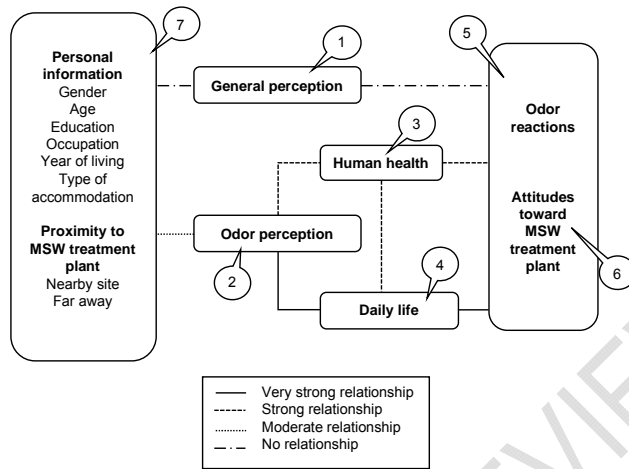 7
Personal
information
Gender
Age
Education
Occupation
Year of living
Type of
accommodation
Proximity to
MSW treatment
plant
Nearby site
Far away
1
General perception
3
Human health
Odor perception
2
4
Daily life
5
Odor
reactions
Attitudes toward
MSW
treatment
plant
6
Very strong relationship
Strong relationship
Moderate relationship
No relationship